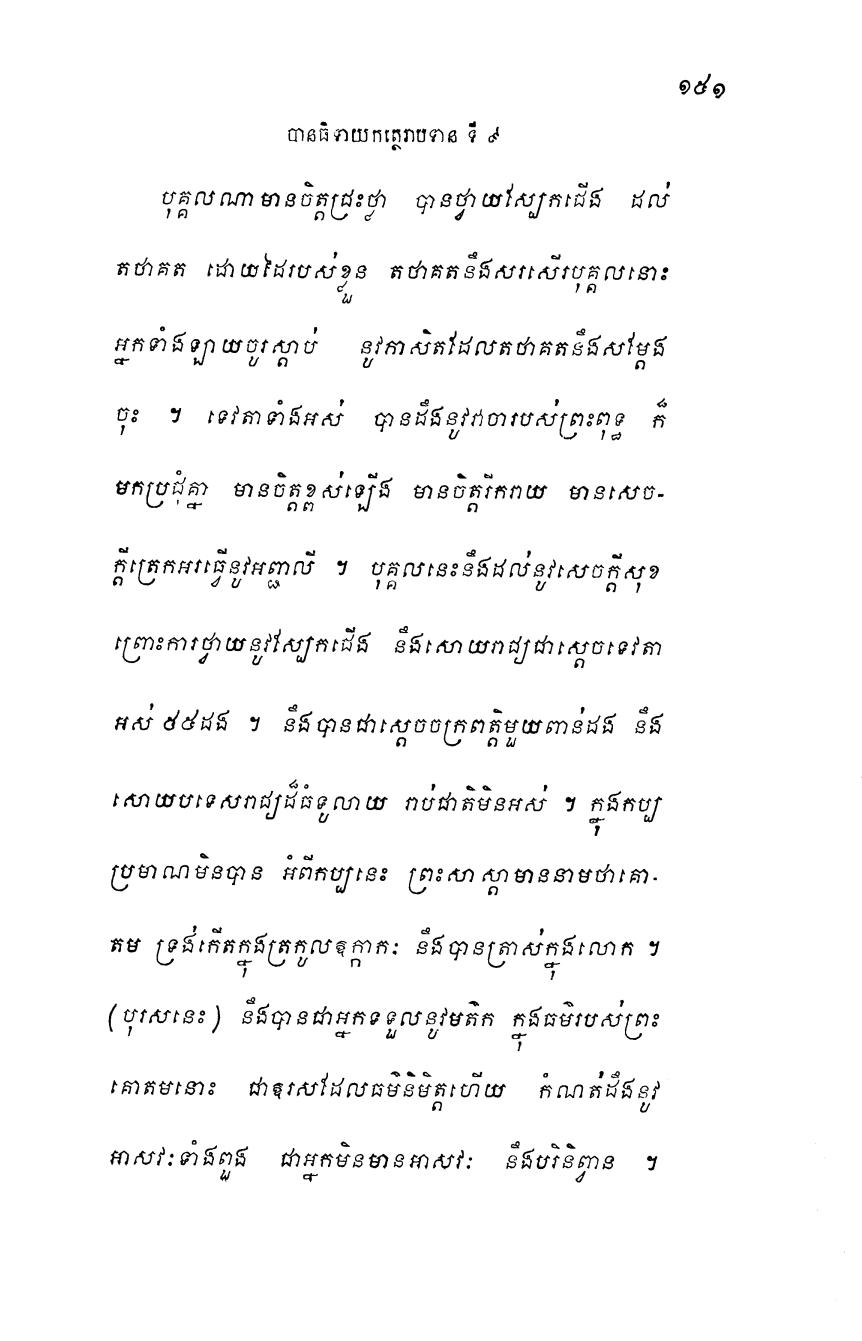 ១៥១
បានធិទាយកត្ថេរាបទាន ទី ៩
បុគ្គលណាមានចិត្តជ្រះថ្លា បានថ្វាយស្បែកជើង ដល់
តថាគត ដោយដៃរបស់ខ្លួន តថាគតនឹងសរសើរបុគ្គលនោះ
អ្នកទាំងឡាយចូរស្តាប់ នូវភាសិតដែលតថាគតនឹងសម្តែង
ចុះ ។ ទេវតាទាំងអស់ បានដឹងនូវវាចារបស់ព្រះពុទ្ធ ក៏
មកប្រជុំគ្នា មានចិត្តខ្ពស់ឡើង មានចិត្តរីករាយ មានសេច-
ក្តីត្រេកអរធ្វើនូវអញ្ជលី ។ បុគ្គលនេះនឹងដល់នូវសេចក្តីសុខ
ព្រោះការថ្វាយនូវស្បែកជើង នឹងសោយរាជ្យជាស្តេចទេវតា
អស់ ៥៥ដង ។ នឹងបានជាស្តេចចក្រពត្តិមួយពាន់ដង នឹង
សោយបទេសរាជ្យដ៏ធំទូលាយ រាប់ជាតិមិនអស់ ។ ក្នុងកប្ប
ប្រមាណមិនបាន អំពីកប្បនេះ ព្រះសាស្តាមាននាមថាគោ-
តម ទ្រង់កើតក្នុងត្រកូលឧក្កាកៈ នឹងបានត្រាស់ក្នុងលោក ។
(បុរសនេះ) នឹងបានជាអ្នកទទួលនូវមតិក ក្នុងធម៌របស់ព្រះ
គោតមនោះ ជាឧរសដែលធម៌និមិត្តហើយ កំណត់ដឹងនូវ
អាសវៈទាំងពួង ជាអ្នកមិនមានអាសវៈ នឹងបរិនិព្វាន ។